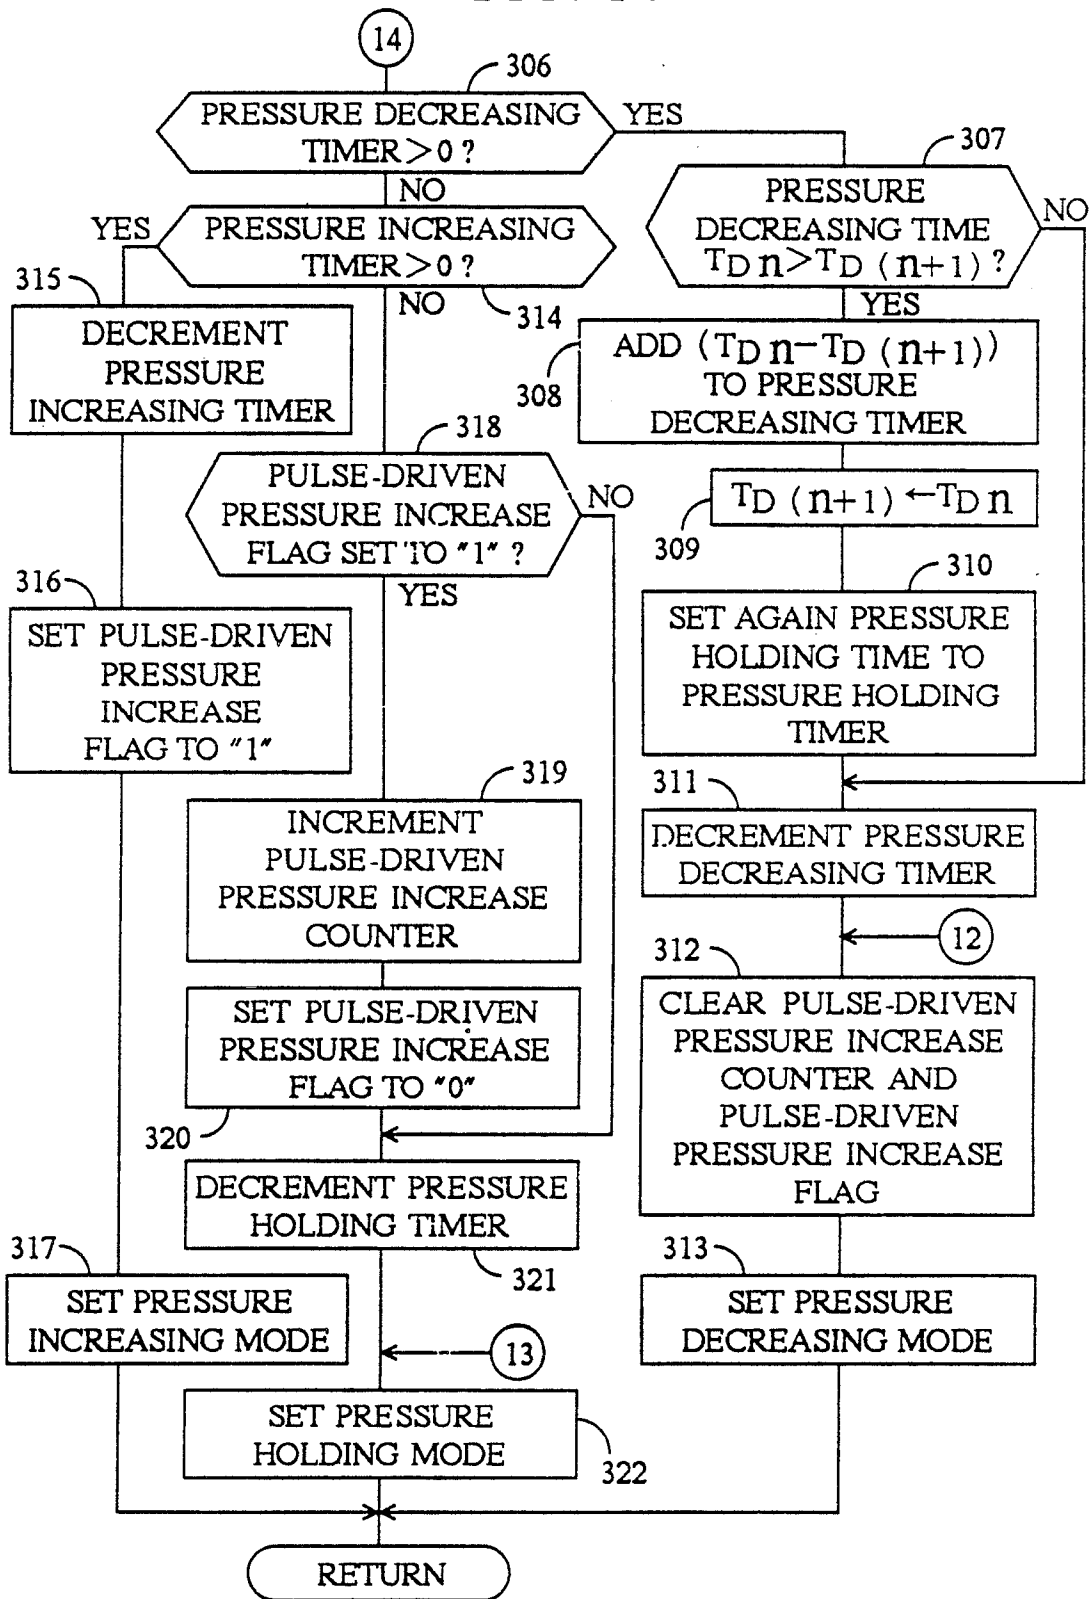 14
306
PRESSURE DECREASING
TIMER>0?
YES
NO
307
PRESSURE
DECREASING TIME
TDn>TD(n+1)?
NO
YES
YES
PRESSURE INCREASING
TIMER>0?
NO
314
315
DECREMENT
PRESSURE
INCREASING TIMER
ADD (TDn-TD(n+1))
TO PRESSURE
DECREASING TIMER
308
318
PULSE-DRIVEN
PRESSURE INCREASE
FLAG SET TO "1"?
NO
YES
TD(n+1)←TDn
309
316
SET PULSE-DRIVEN
PRESSURE
INCREASE
FLAG TO "1"
310
SET AGAIN PRESSURE
HOLDING TIME TO
PRESSURE HOLDING
TIMER
319
INCREMENT
PULSE-DRIVEN
PRESSURE INCREASE
COUNTER
311
DECREMENT PRESSURE
DECREASING TIMER
12
SET PULSE-DRIVEN
PRESSURE INCREASE
FLAG TO "0"
320
312
CLEAR PULSE-DRIVEN
PRESSURE INCREASE
COUNTER AND
PULSE-DRIVEN
PRESSURE INCREASE
FLAG
DECREMENT PRESSURE
HOLDING TIMER
321
317
SET PRESSURE
INCREASING MODE
313
SET PRESSURE
DECREASING MODE
13
SET PRESSURE
HOLDING MODE
322
RETURN